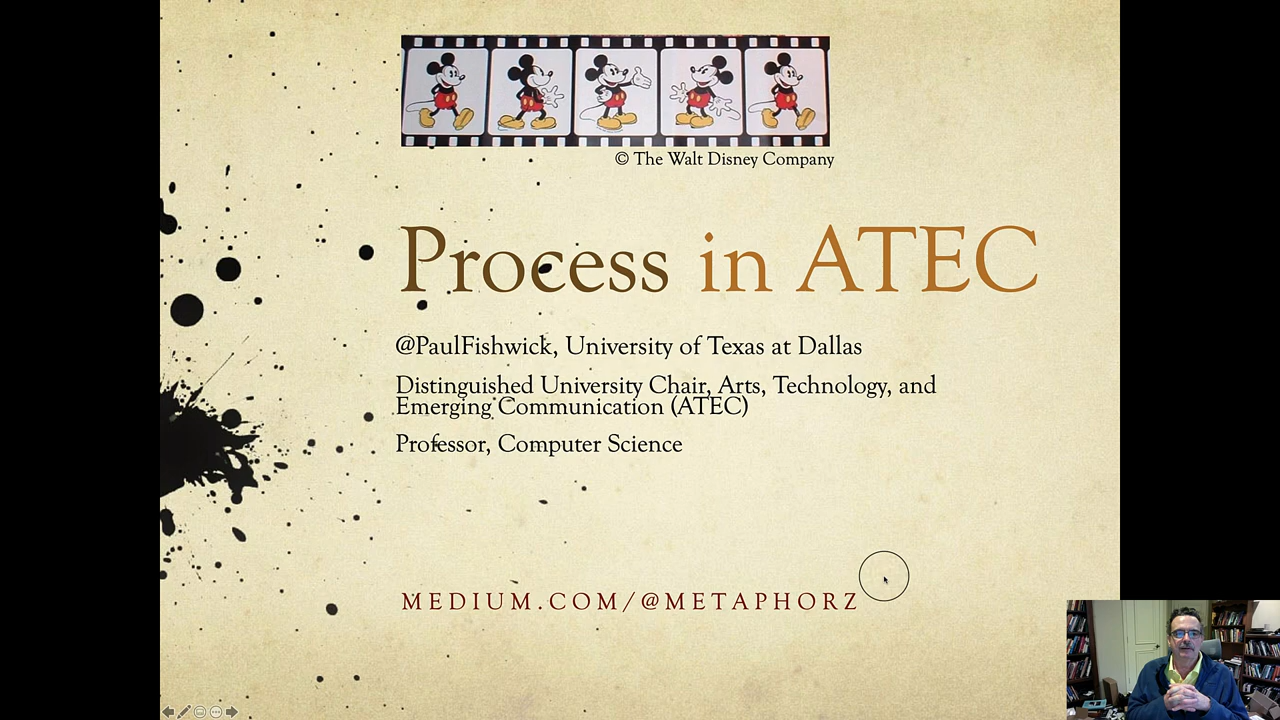 © The Walt Disney Company
Process in ATEC
@PaulFishwick, University of Texas at Dallas
Distinguished University Chair, Arts, Technology, and
Emerging Communication (ATEC)
Professor, Computer Science
MEDIUM.COM/@METAPHORZ